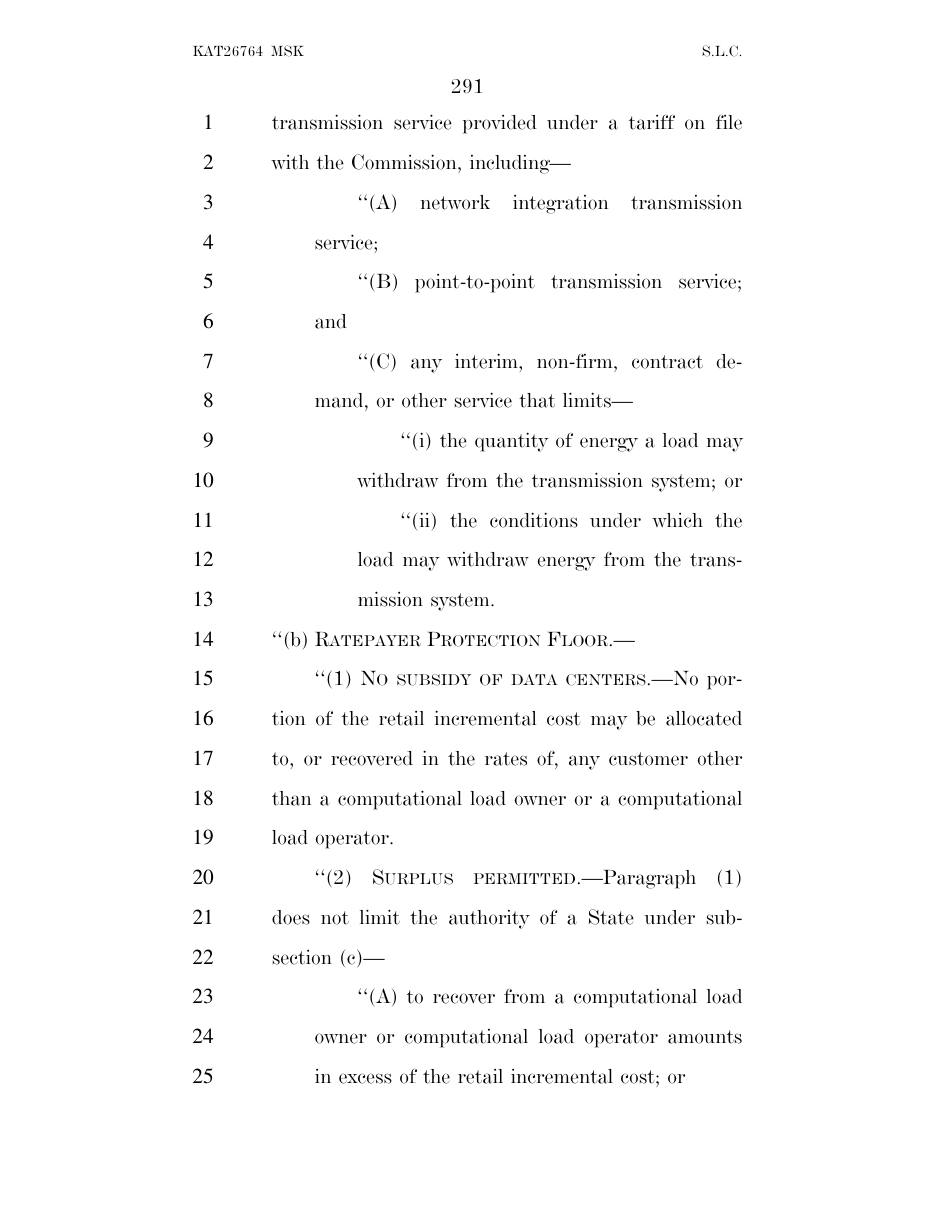 KAT26764 MSK S.L.C.
291
1 transmission service provided under a tariff on file
2 with the Commission, including—
3 ‘‘(A) network integration transmission
4 service;
5 ‘‘(B) point-to-point transmission service;
6 and
7 ‘‘(C) any interim, non-firm, contract de-
8 mand, or other service that limits—
9 ‘‘(i) the quantity of energy a load may
10 withdraw from the transmission system; or
11 ‘‘(ii) the conditions under which the
12 load may withdraw energy from the trans-
13 mission system.
14 ‘‘(b) RATEPAYER PROTECTION FLOOR.—
15 ‘‘(1) NO SUBSIDY OF DATA CENTERS.—No por-
16 tion of the retail incremental cost may be allocated
17 to, or recovered in the rates of, any customer other
18 than a computational load owner or a computational
19 load operator.
20 ‘‘(2) SURPLUS PERMITTED.—Paragraph (1)
21 does not limit the authority of a State under sub-
22 section (c)—
23 ‘‘(A) to recover from a computational load
24 owner or computational load operator amounts
25 in excess of the retail incremental cost; or